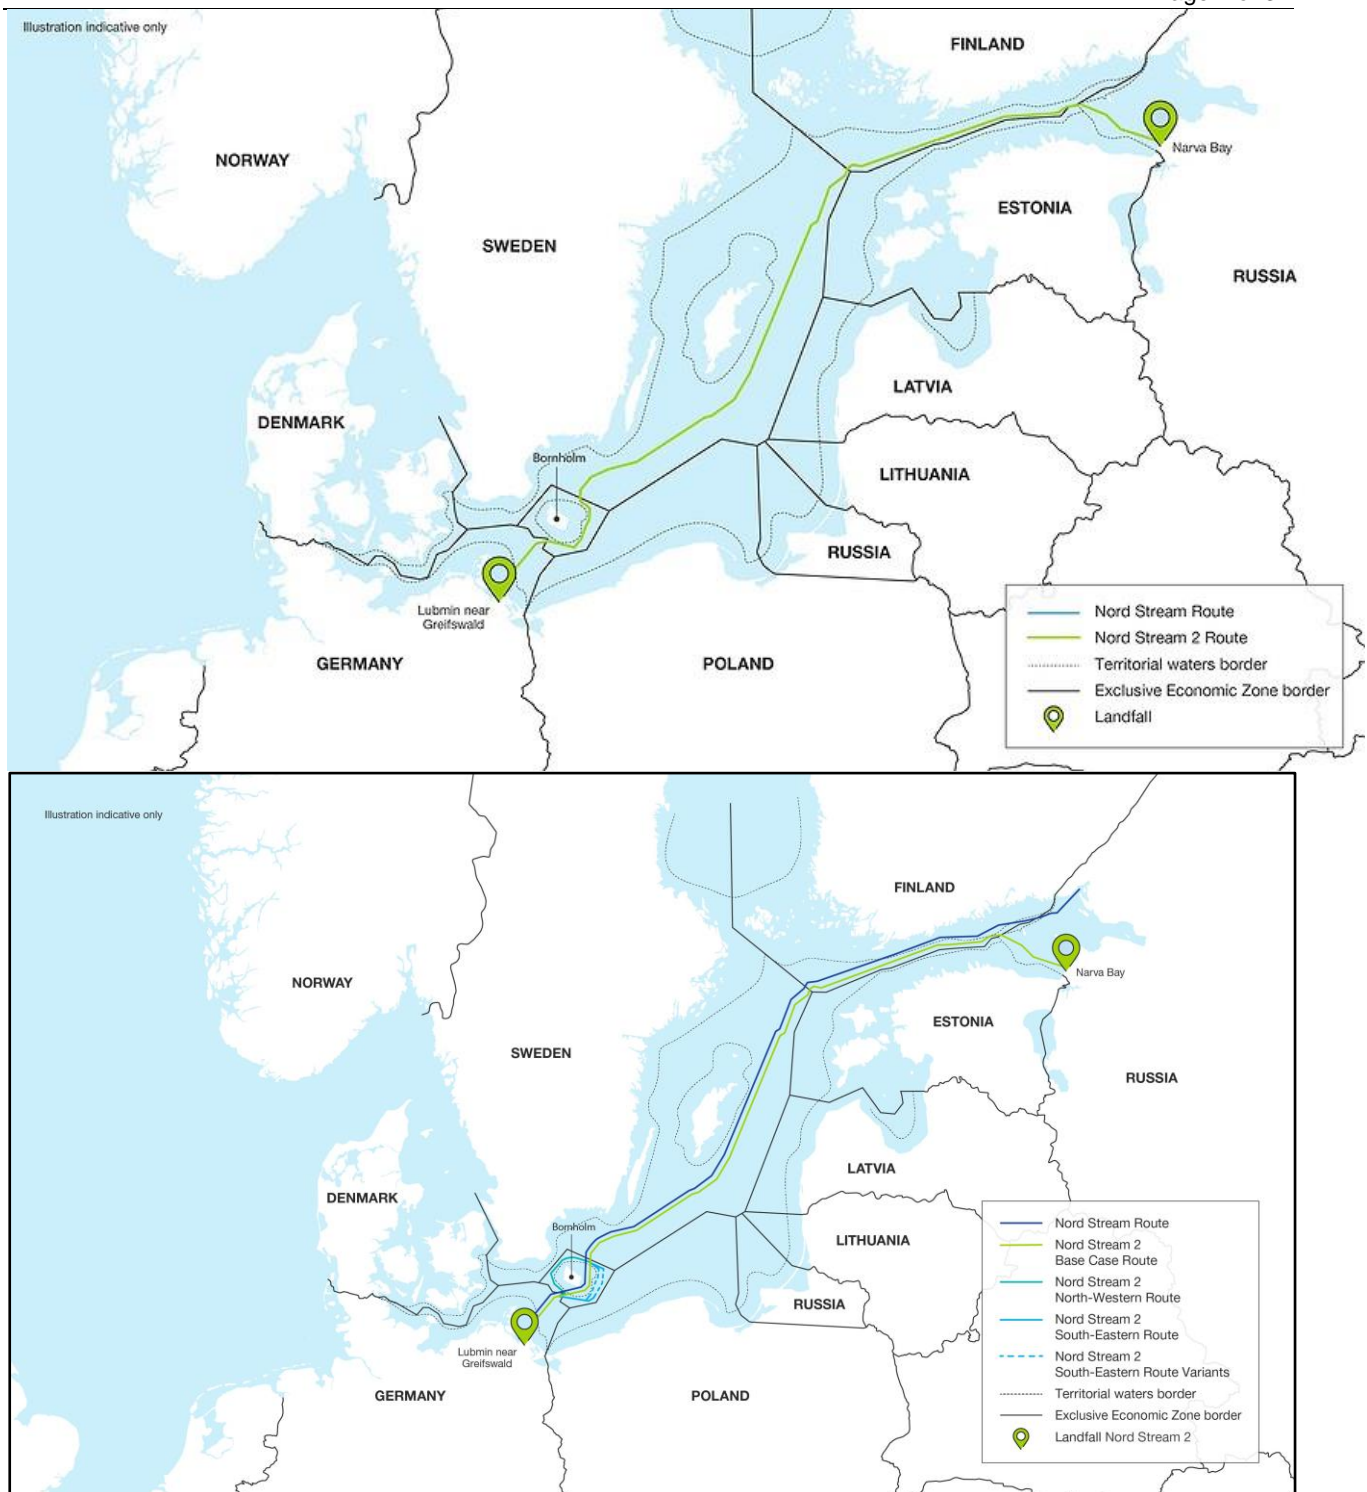 Illustration indicative only
FINLAND
NORWAY
Narva Bay
ESTONIA
SWEDEN
RUSSIA
LATVIA
DENMARK
Bornholm
LITHUANIA
RUSSIA
Lubmin near
Greifswald
GERMANY
POLAND
Nord Stream Route
Nord Stream 2 Route
Territorial waters border
Exclusive Economic Zone border
Landfall
Illustration indicative only
FINLAND
NORWAY
Narva Bay
ESTONIA
SWEDEN
RUSSIA
LATVIA
DENMARK
Bornholm
LITHUANIA
RUSSIA
Lubmin near
Greifswald
GERMANY
POLAND
Nord Stream Route
Nord Stream 2
Base Case Route
Nord Stream 2
North-Western Route
Nord Stream 2
South-Eastern Route
Nord Stream 2
South-Eastern Route Variants
Territorial waters border
Exclusive Economic Zone border
Landfall Nord Stream 2